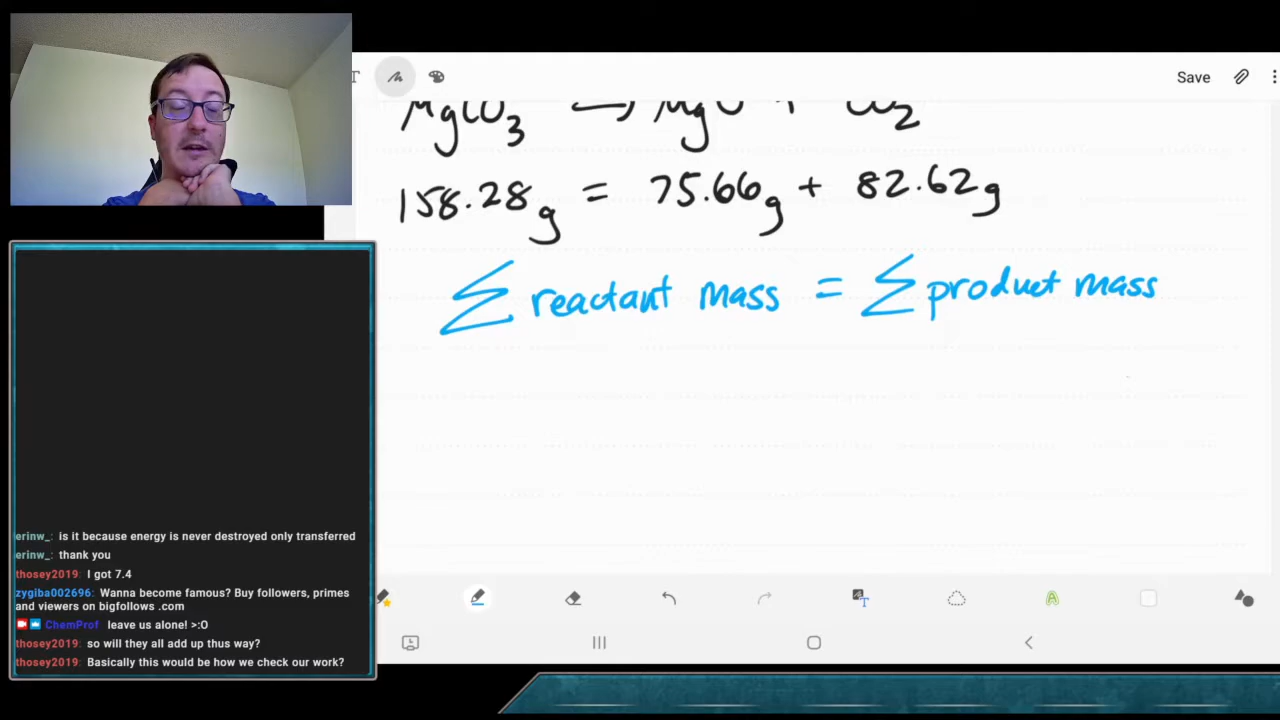 T
Save
MgCO3 → MgO + CO2
158.28g = 75.66g + 82.62g
∑ reactant mass = ∑ product mass
erinw_: is it because energy is never destroyed only transferred
erinw_: thank you
thosey2019: I got 7.4
zygiba002696: Wanna become famous? Buy followers, primes
and viewers on bigfollows .com
ChemProf leave us alone! >:O
thosey2019: so will they all add up thus way?
thosey2019: Basically this would be how we check our work?
T
A